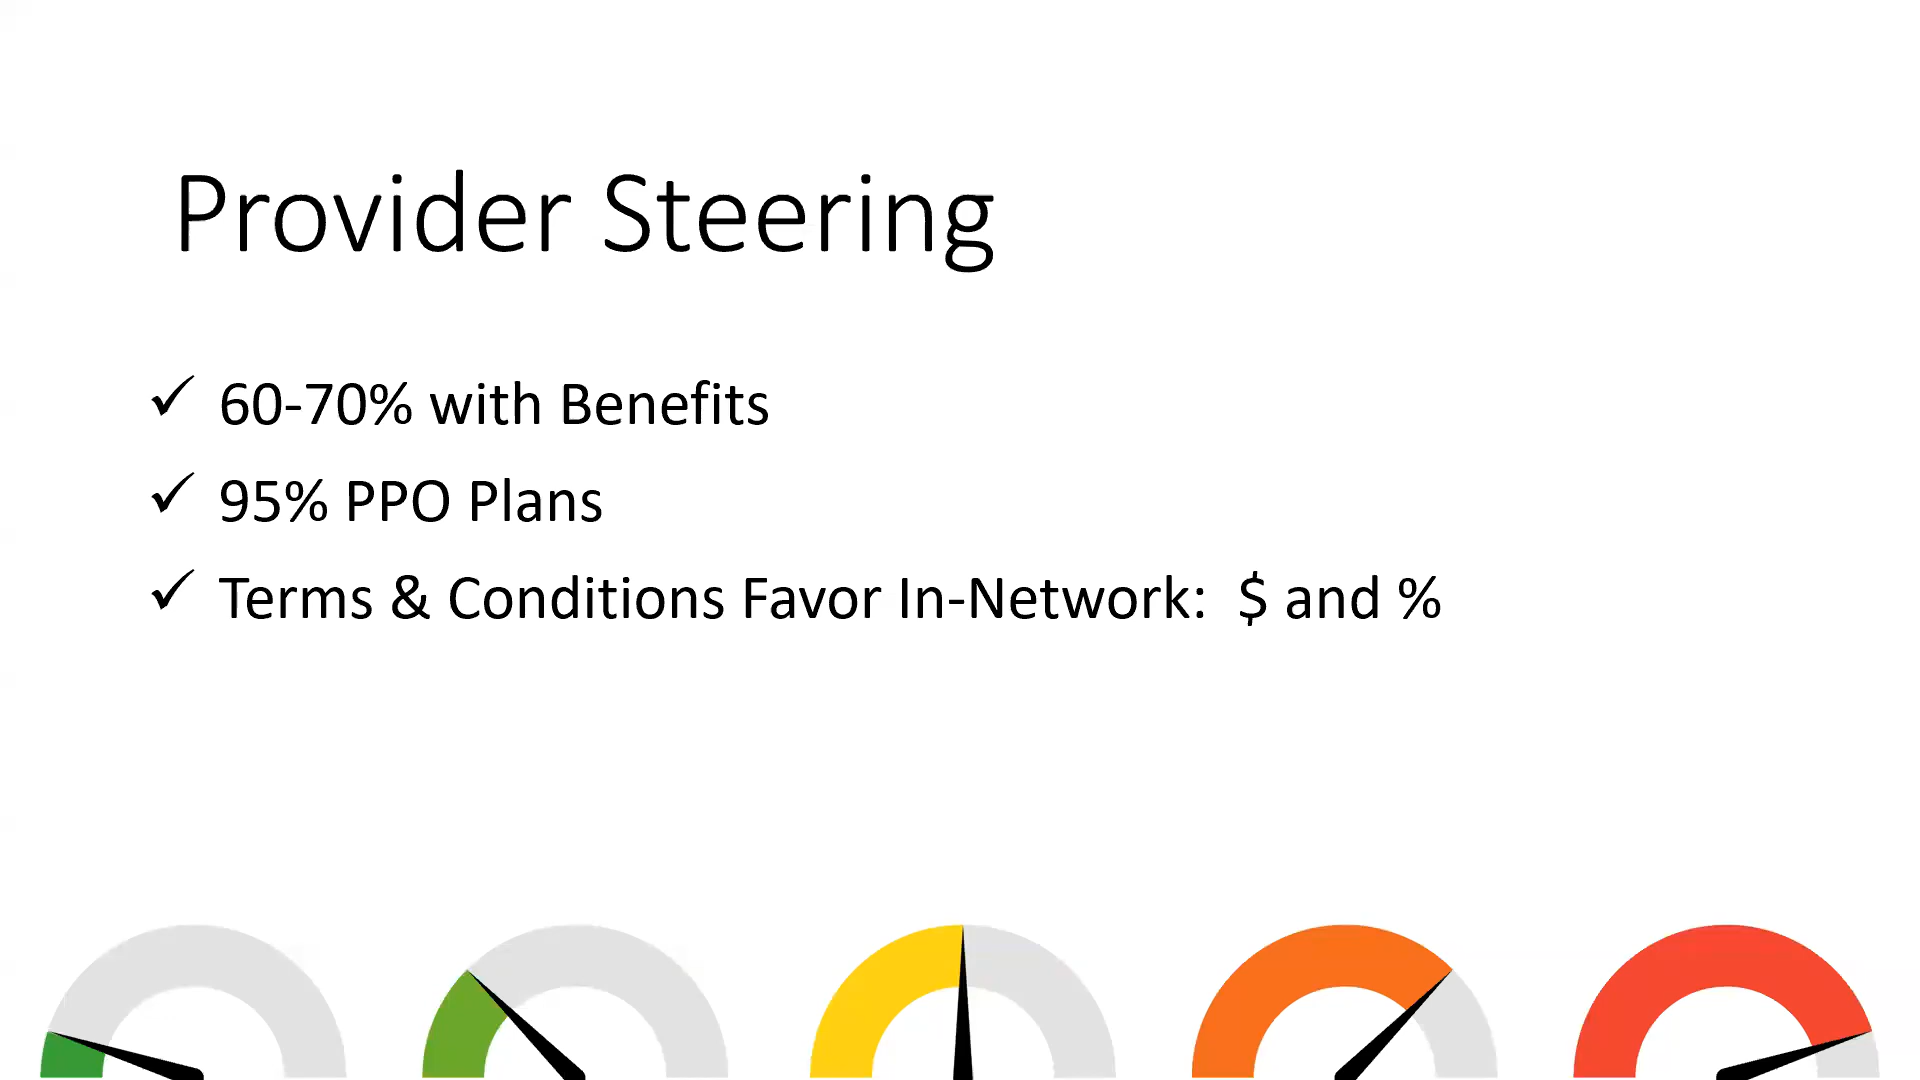 Provider Steering
✓ 60-70% with Benefits
✓ 95% PPO Plans
✓ Terms & Conditions Favor In-Network:  $ and %